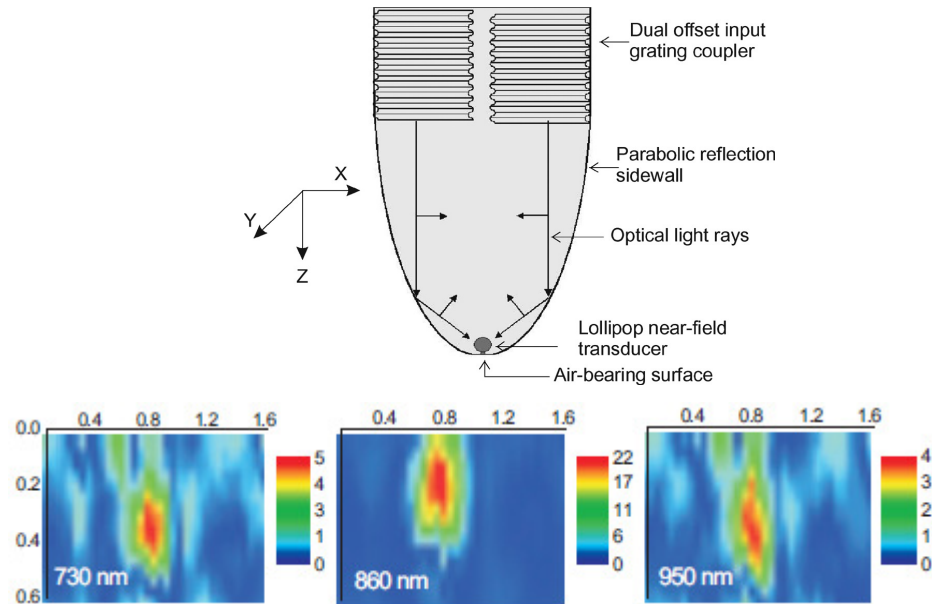 Dual offset input
grating coupler
Parabolic reflection
sidewall
X
Y
Z
Optical light rays
Lollipop near-field
transducer
Air-bearing surface
0.4 0.8 1.2 1.6
0.0
0.2
0.4
0.6
5
4
3
1
0
730 nm
0.4 0.8 1.2 1.6
22
17
11
6
0
860 nm
0.4 0.8 1.2 1.6
4
3
2
1
0
950 nm